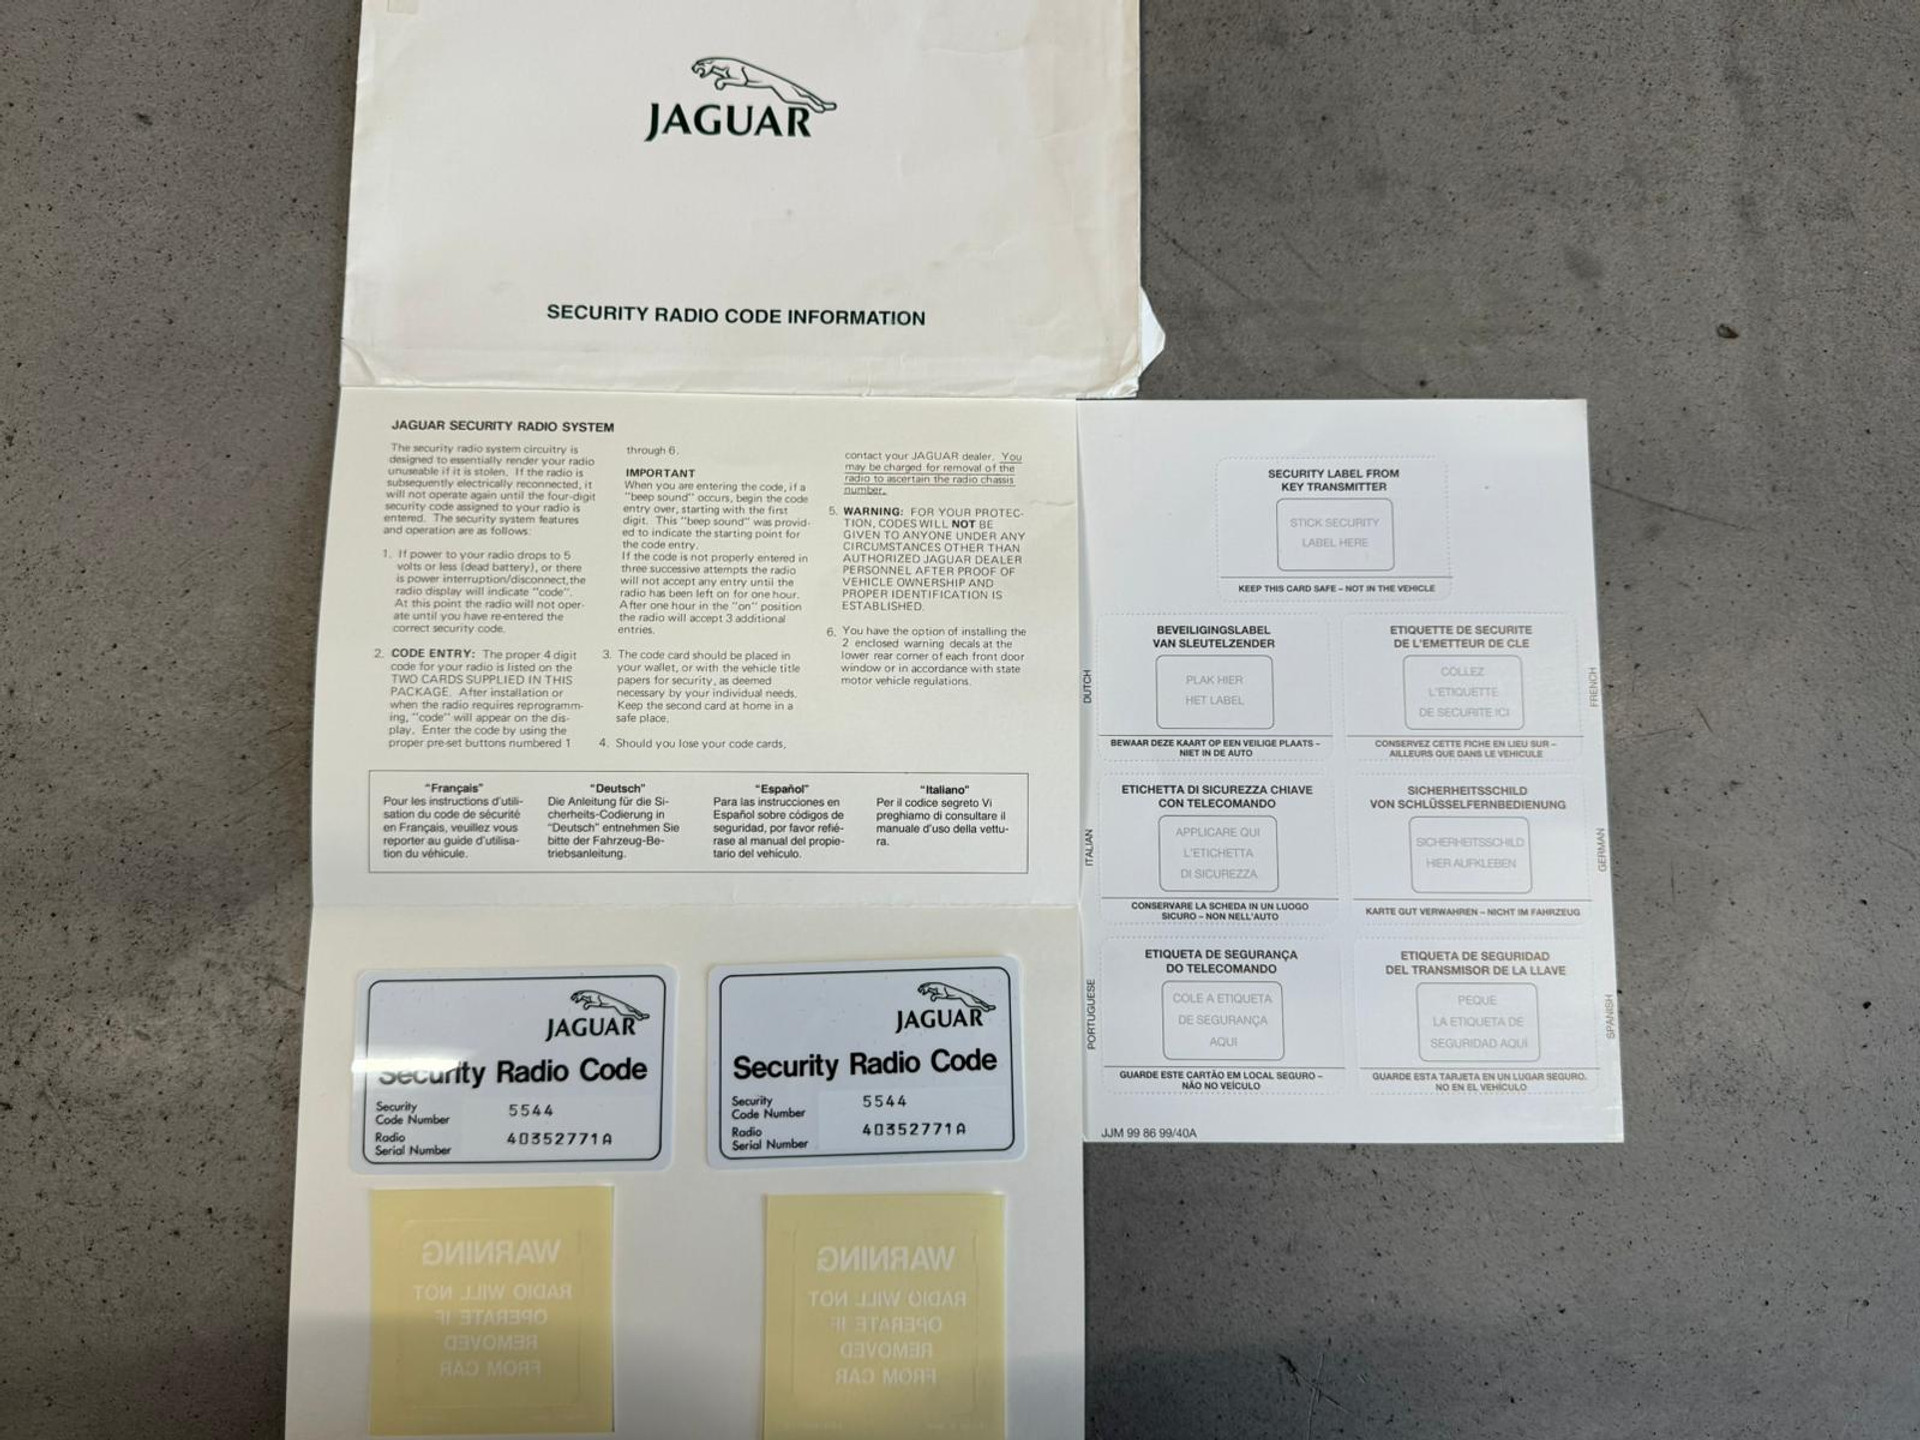 JAGUAR
SECURITY RADIO CODE INFORMATION
JAGUAR SECURITY RADIO SYSTEM
The security radio system circuitry is
designed to essentially render your radio
unuseable if it is stolen. If the radio is
subsequently electrically reconnected, it
will not operate again until the four-digit
security code assigned to your radio is
entered. The security system features
and operation are as follows:
1. If power to your radio drops to 5
volts or less (dead battery), or there
is power interruption/disconnect, the
radio display will indicate "code".
At this point the radio will not oper-
ate until you have re-entered the
correct security code.
2. CODE ENTRY: The proper 4 digit
code for your radio is listed on the
TWO CARDS SUPPLIED IN THIS
PACKAGE. After installation or
when the radio requires reprogramm-
ing, "code" will appear on the dis-
play. Enter the code by using the
proper pre-set buttons numbered 1
through 6.
IMPORTANT
When you are entering the code, if a
"beep sound" occurs, begin the code
entry over, starting with the first
digit. This "beep sound" was provid-
ed to indicate the starting point for
the code entry.
If the code is not properly entered in
three successive attempts the radio
will not accept any entry until the
radio has been left on for one hour.
After one hour in the "on" position
the radio will accept 3 additional
entries.
3. The code card should be placed in
your wallet, or with the vehicle title
papers for security, as deemed
necessary by your individual needs.
Keep the second card at home in a
safe place.
4. Should you lose your code cards,
contact your JAGUAR dealer. You
may be charged for removal of the
radio to ascertain the radio chassis
number.
5. WARNING: FOR YOUR PROTEC-
TION, CODES WILL NOT BE
GIVEN TO ANYONE UNDER ANY
CIRCUMSTANCES OTHER THAN
AUTHORIZED JAGUAR DEALER
PERSONNEL AFTER PROOF OF
VEHICLE OWNERSHIP AND
PROPER IDENTIFICATION IS
ESTABLISHED.
6. You have the option of installing the
2 enclosed warning decals at the
lower rear corner of each front door
window or in accordance with state
motor vehicle regulations.
"Français"
Pour les instructions d'utili-
sation du code de sécurité
en Français, veuillez vous
reporter au guide d'utilisa-
tion du véhicule.
"Deutsch"
Die Anleitung für die Si-
cherheits-Codierung in
"Deutsch" entnehmen Sie
bitte der Fahrzeug-Be-
triebsanleitung.
"Español"
Para las instrucciones en
Español sobre códigos de
seguridad, por favor refié-
rase al manual del propie-
tario del vehículo.
"Italiano"
Per il codice segreto Vi
preghiamo di consultare il
manuale d'uso della vettu-
ra.
JAGUAR
Security Radio Code
Security
Code Number 5544
Radio
Serial Number 40352771A
JAGUAR
Security Radio Code
Security
Code Number 5544
Radio
Serial Number 40352771A
WARNING
RADIO WILL NOT
OPERATE IF
REMOVED
FROM CAR
WARNING
RADIO WILL NOT
OPERATE IF
REMOVED
FROM CAR
SECURITY LABEL FROM
KEY TRANSMITTER
STICK SECURITY
LABEL HERE
KEEP THIS CARD SAFE – NOT IN THE VEHICLE
DUTCH
BEVEILIGINGSLABEL
VAN SLEUTELZENDER
PLAK HIER
HET LABEL
BEWAAR DEZE KAART OP EEN VEILIGE PLAATS –
NIET IN DE AUTO
FRENCH
ETIQUETTE DE SECURITE
DE L'EMETTEUR DE CLE
COLLEZ
L'ETIQUETTE
DE SECURITE ICI
CONSERVEZ CETTE FICHE EN LIEU SUR –
AILLEURS QUE DANS LE VEHICULE
ITALIAN
ETICHETTA DI SICUREZZA CHIAVE
CON TELECOMANDO
APPLICARE QUI
L'ETICHETTA
DI SICUREZZA
CONSERVARE LA SCHEDA IN UN LUOGO
SICURO – NON NELL'AUTO
GERMAN
SICHERHEITSSCHILD
VON SCHLÜSSELFERNBEDIENUNG
SICHERHEITSSCHILD
HIER AUFKLEBEN
KARTE GUT VERWAHREN – NICHT IM FAHRZEUG
PORTUGUESE
ETIQUETA DE SEGURANÇA
DO TELECOMANDO
COLE A ETIQUETA
DE SEGURANÇA
AQUI
GUARDE ESTE CARTÃO EM LOCAL SEGURO –
NÃO NO VEÍCULO
SPANISH
ETIQUETA DE SEGURIDAD
DEL TRANSMISOR DE LA LLAVE
PEQUE
LA ETIQUETA DE
SEGURIDAD AQUÍ
GUARDE ESTA TARJETA EN UN LUGAR SEGURO.
NO EN EL VEHÍCULO
JJM 99 86 99/40A